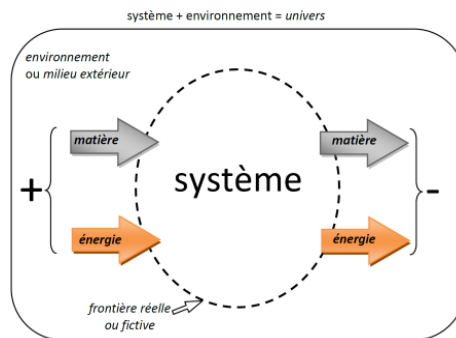 système + environnement = univers
environnement
ou milieu extérieur
matière
matière
+
système
-
énergie
énergie
frontière réelle
ou fictive